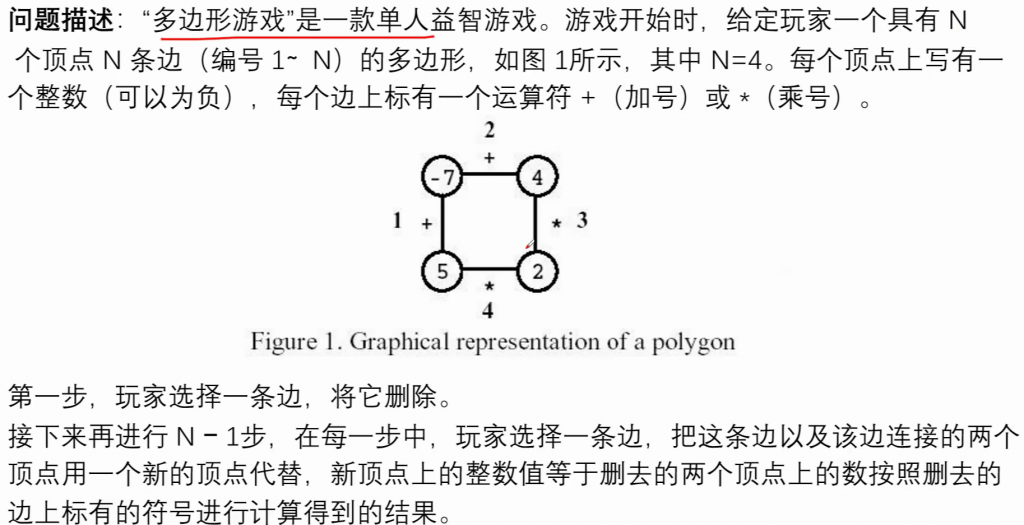 问题描述：“多边形游戏”是一款单人益智游戏。游戏开始时，给定玩家一个具有 N
个顶点 N 条边（编号 1~ N）的多边形，如图 1所示，其中 N=4。每个顶点上写有一
个整数（可以为负），每个边上标有一个运算符 +（加号）或 *（乘号）。
2
+
-7 4
1 + * 3
5 2
*
4
Figure 1. Graphical representation of a polygon
第一步，玩家选择一条边，将它删除。
接下来再进行 N – 1步，在每一步中，玩家选择一条边，把这条边以及该边连接的两个
顶点用一个新的顶点代替，新顶点上的整数值等于删去的两个顶点上的数按照删去的
边上标有的符号进行计算得到的结果。